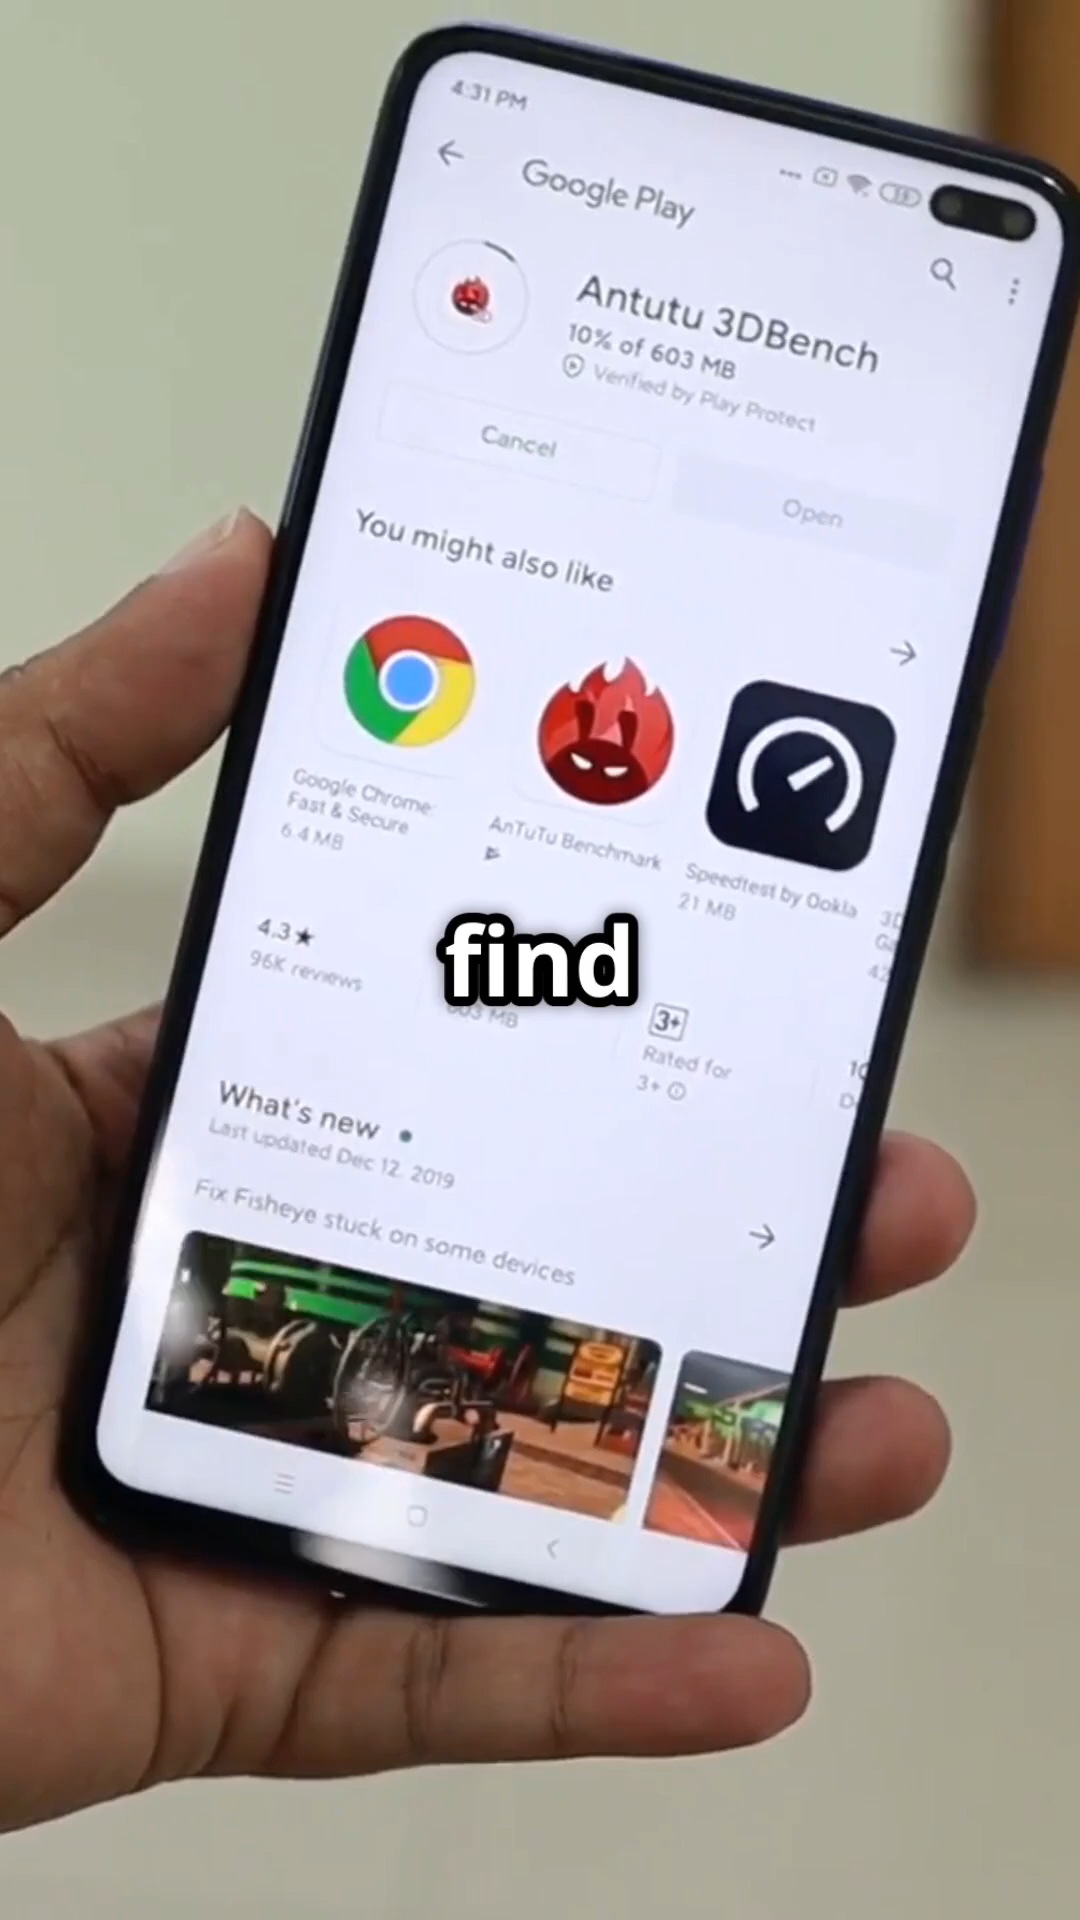 4:31 PM
Google Play
Antutu 3DBench
10% of 603 MB
Verified by Play Protect
Cancel
Open
You might also like
Google Chrome:
Fast & Secure
6.4 MB
AnTuTu Benchmark
Speedtest by Ookla
21 MB
3D
Ga
4.3★
96K reviews
find
603 MB
3+
Rated for
3+
What's new
Last updated Dec 12, 2019
Fix Fisheye stuck on some devices